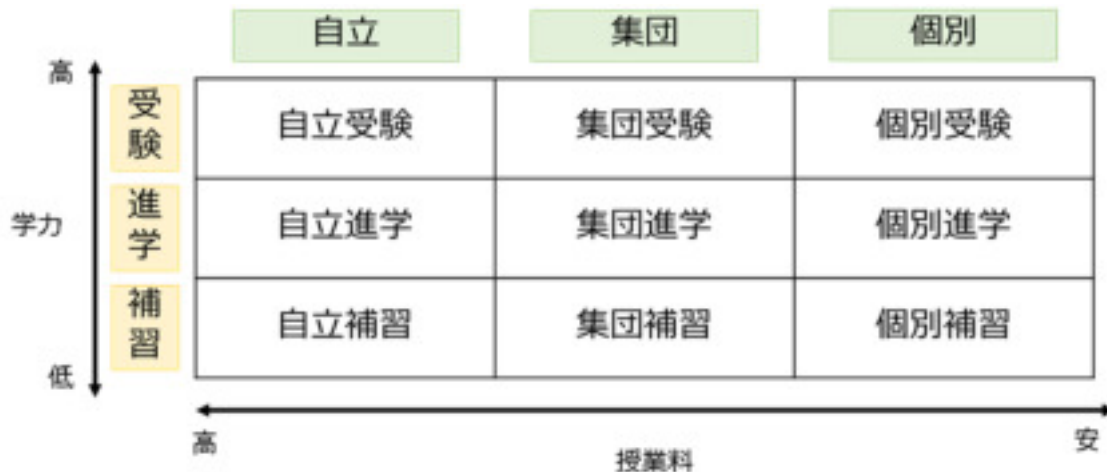 自立 集団 個別
高
受験 自立受験 集団受験 個別受験
学力
進学 自立進学 集団進学 個別進学
補習 自立補習 集団補習 個別補習
低
高 安
授業料